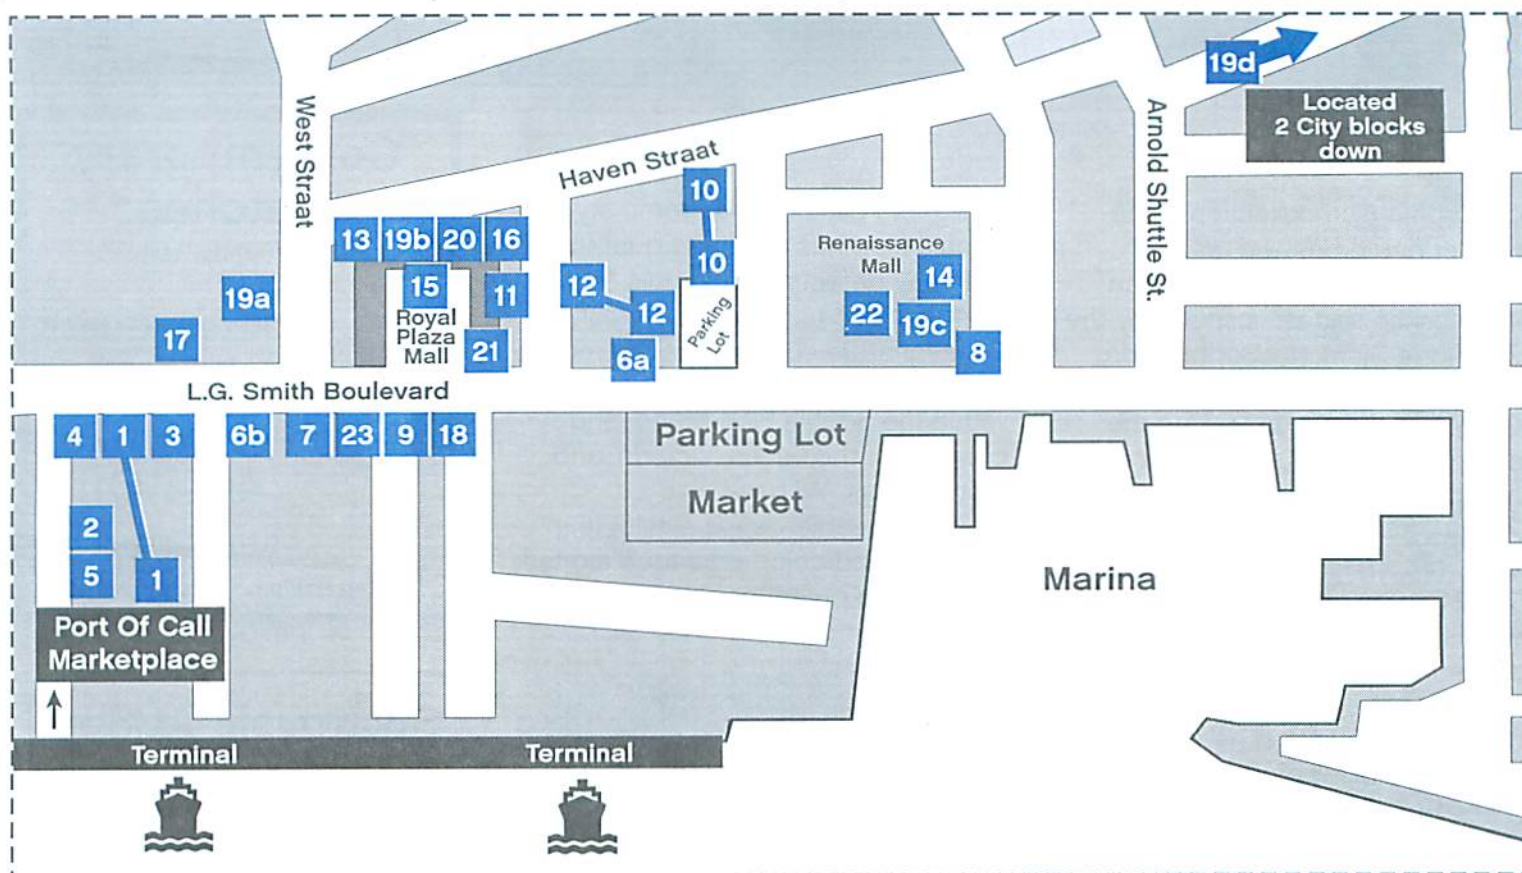 19d
Located
2 City blocks
down
West Straat
Haven Straat
Arnold Shuttle St.
10
10
13
19b
20
16
Renaissance
Mall
14
19a
15
11
12
12
22
19c
Royal
Plaza
Mall
Parking
Lot
17
21
6a
8
L.G. Smith Boulevard
4
1
3
6b
7
23
9
18
Parking Lot
Market
2
5
1
Marina
Port Of Call
Marketplace
Terminal
Terminal